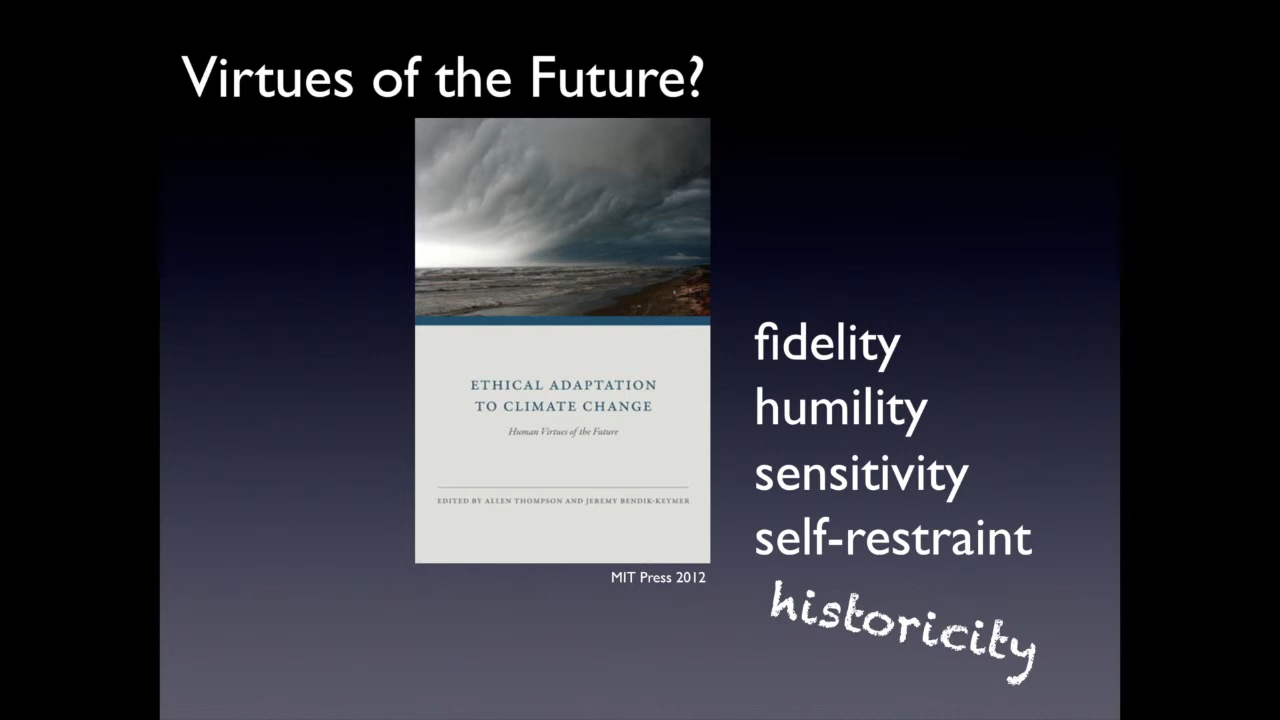 Virtues of the Future?
ETHICAL ADAPTATION
TO CLIMATE CHANGE
Human Virtues of the Future
EDITED BY ALLEN THOMPSON AND JEREMY BENDIK-KEYMER
MIT Press 2012
fidelity
humility
sensitivity
self-restraint
historicity